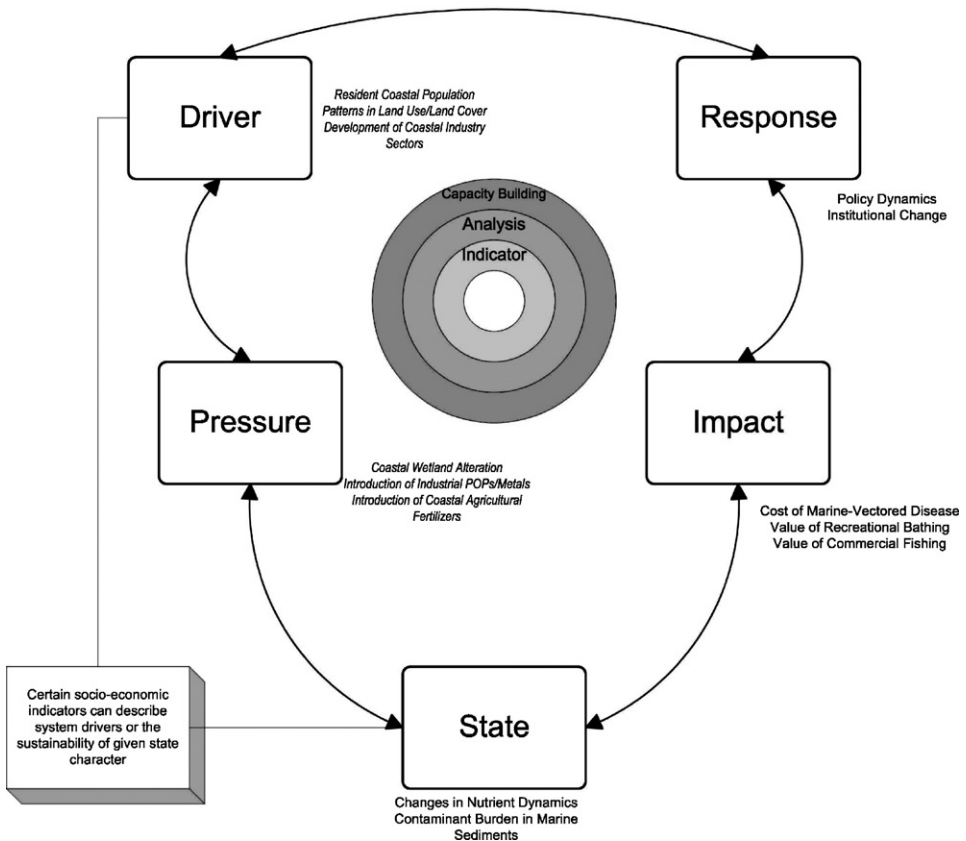 Driver
Resident Coastal Population
Patterns in Land Use/Land Cover
Development of Coastal Industry
Sectors
Response
Policy Dynamics
Institutional Change
Capacity Building
Analysis
Indicator
Pressure
Coastal Wetland Alteration
Introduction of Industrial POPs/Metals
Introduction of Coastal Agricultural
Fertilizers
Impact
Cost of Marine-Vectored Disease
Value of Recreational Bathing
Value of Commercial Fishing
Certain socio-economic
indicators can describe
system drivers or the
sustainability of given state
character
State
Changes in Nutrient Dynamics
Contaminant Burden in Marine
Sediments